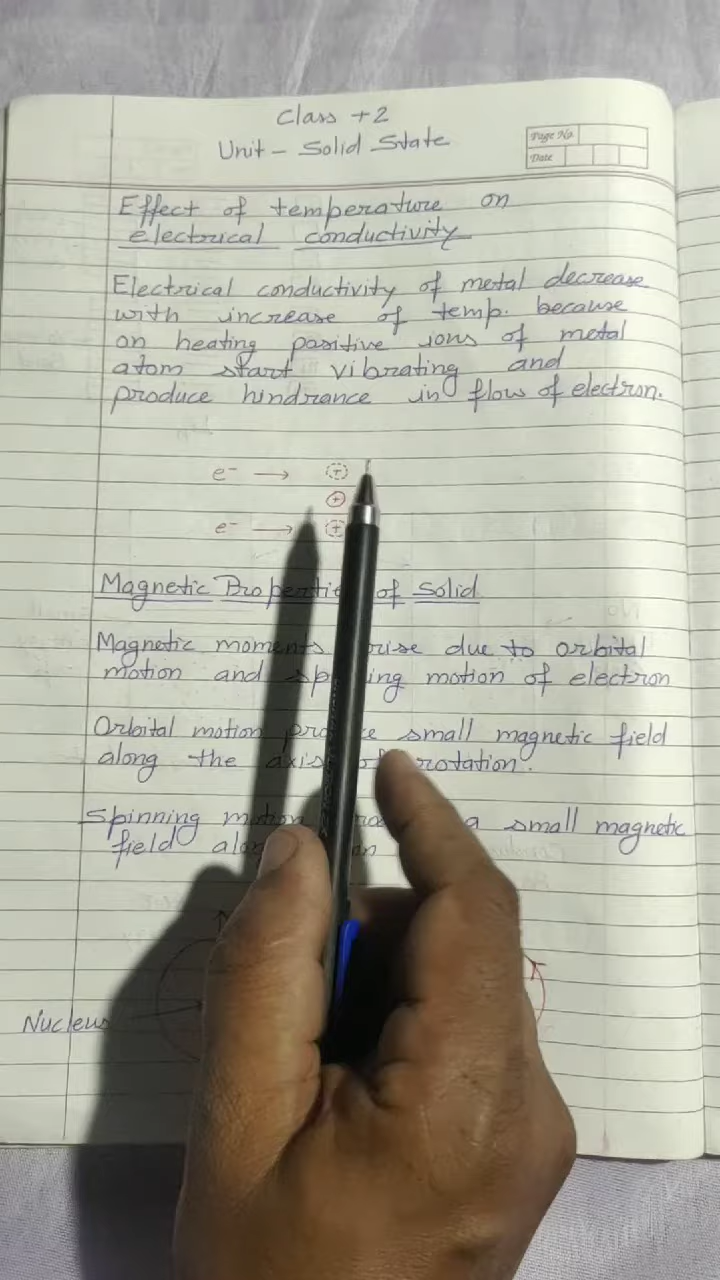 Class +2
Unit - Solid State
Page No.
Date
Effect of temperature on
electrical conductivity
Electrical conductivity of metal decrease
with increase of temp. because
on heating positive ions of metal
atom start vibrating and
produce hindrance in flow of electron.
e⁻ → +
+
e⁻ → +
Magnetic of Solid
Magnetic moments due to orbital
motion and motion of electron
Orbital motion small magnetic field
along the axis of rotation.
Spinning motion a small magnetic
field
Nucleus